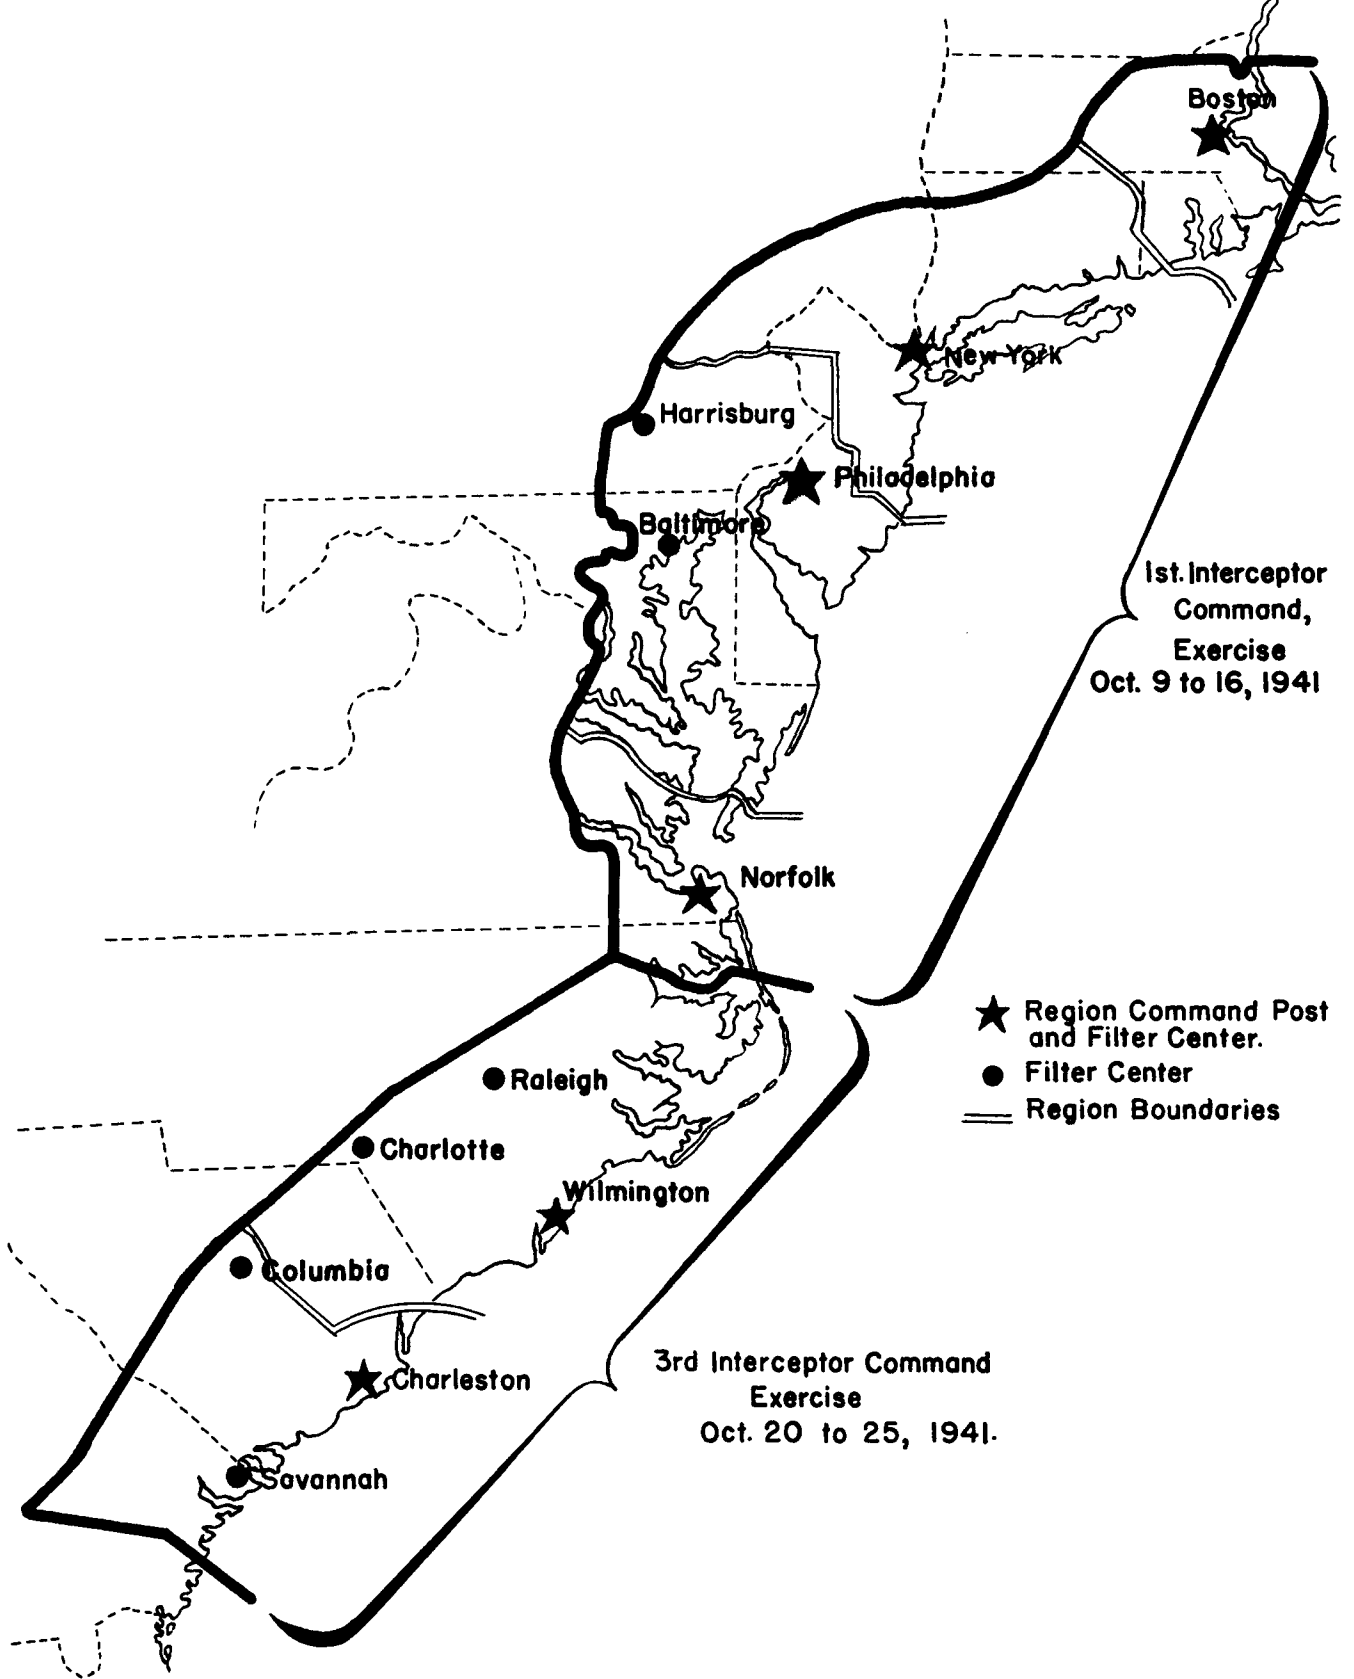 Boston
New York
Harrisburg
Philadelphia
Baltimore
1st. Interceptor
Command,
Exercise
Oct. 9 to 16, 1941
Norfolk
Region Command Post
and Filter Center.
Filter Center
Region Boundaries
Raleigh
Charlotte
Wilmington
Columbia
Charleston
3rd Interceptor Command
Exercise
Oct. 20 to 25, 1941.
Savannah